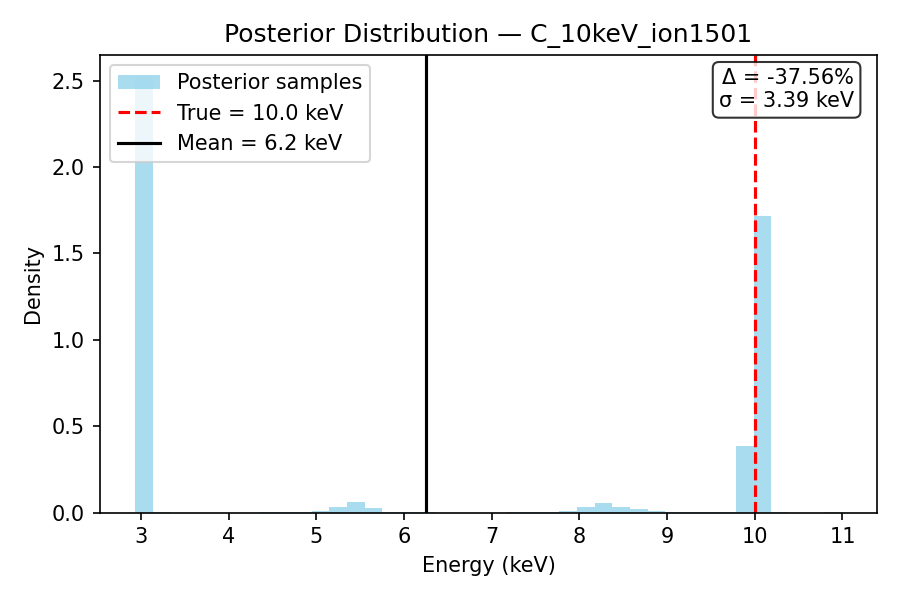 Posterior Distribution — C_10keV_ion1501
Posterior samples
True = 10.0 keV
Mean = 6.2 keV
Δ = -37.56%
σ = 3.39 keV
Density
2.5
2.0
1.5
1.0
0.5
0.0
3 4 5 6 7 8 9 10 11
Energy (keV)